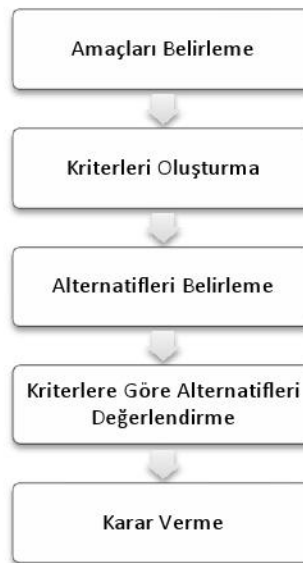 Amaçları Belirleme
Kriterleri Oluşturma
Alternatifleri Belirleme
Kriterlere Göre Alternatifleri
Değerlendirme
Karar Verme